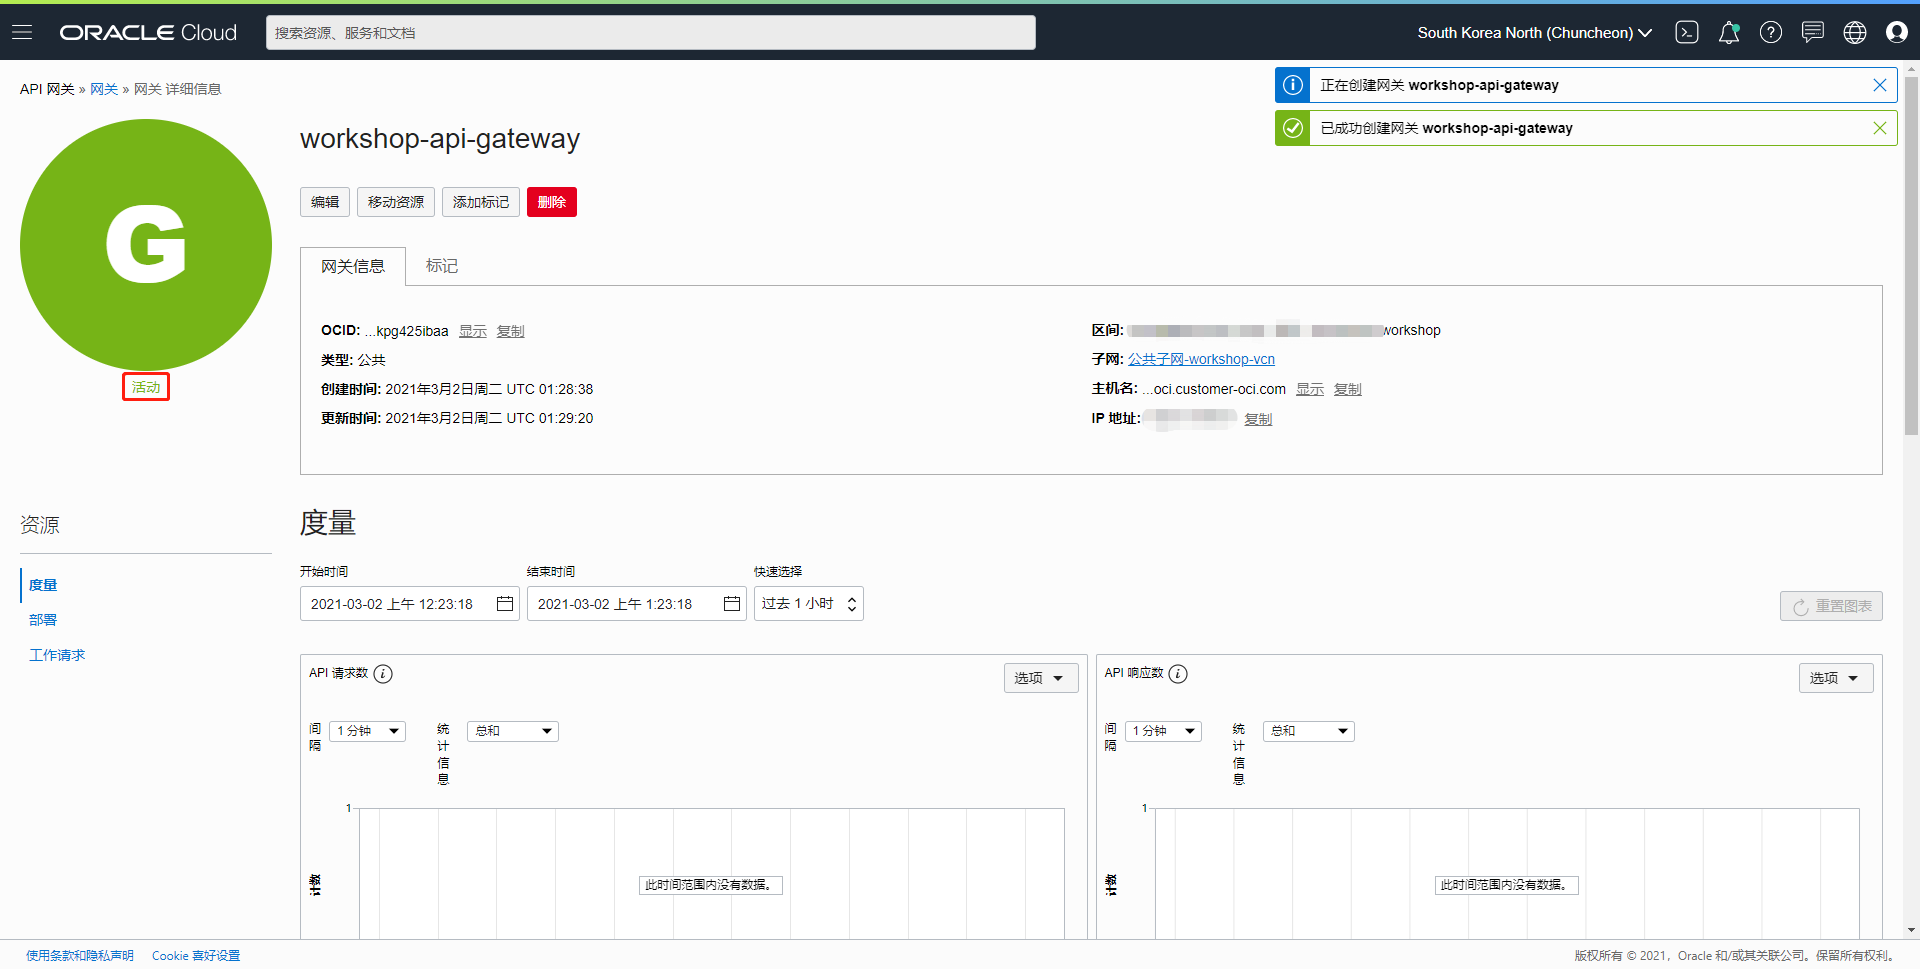 ORACLE Cloud
搜索资源、服务和文档
South Korea North (Chuncheon)
API 网关 » 网关 » 网关 详细信息
正在创建网关 workshop-api-gateway
已成功创建网关 workshop-api-gateway
G
活动
workshop-api-gateway
编辑 移动资源 添加标记 删除
网关信息 标记
OCID: ...kpg425ibaa 显示 复制
类型: 公共
创建时间: 2021年3月2日周二 UTC 01:28:38
更新时间: 2021年3月2日周二 UTC 01:29:20
区间: workshop
子网: 公共子网-workshop-vcn
主机名: ...oci.customer-oci.com 显示 复制
IP 地址: 复制
资源
度量
部署
工作请求
度量
开始时间 结束时间 快速选择
2021-03-02 上午 12:23:18 2021-03-02 上午 1:23:18 过去 1 小时
重置图表
API 请求数 选项
间隔 1 分钟 统计信息 总和
1
计数
此时间范围内没有数据。
API 响应数 选项
间隔 1 分钟 统计信息 总和
1
计数
此时间范围内没有数据。
使用条款和隐私声明 Cookie 喜好设置
版权所有 © 2021，Oracle 和/或其关联公司。保留所有权利。